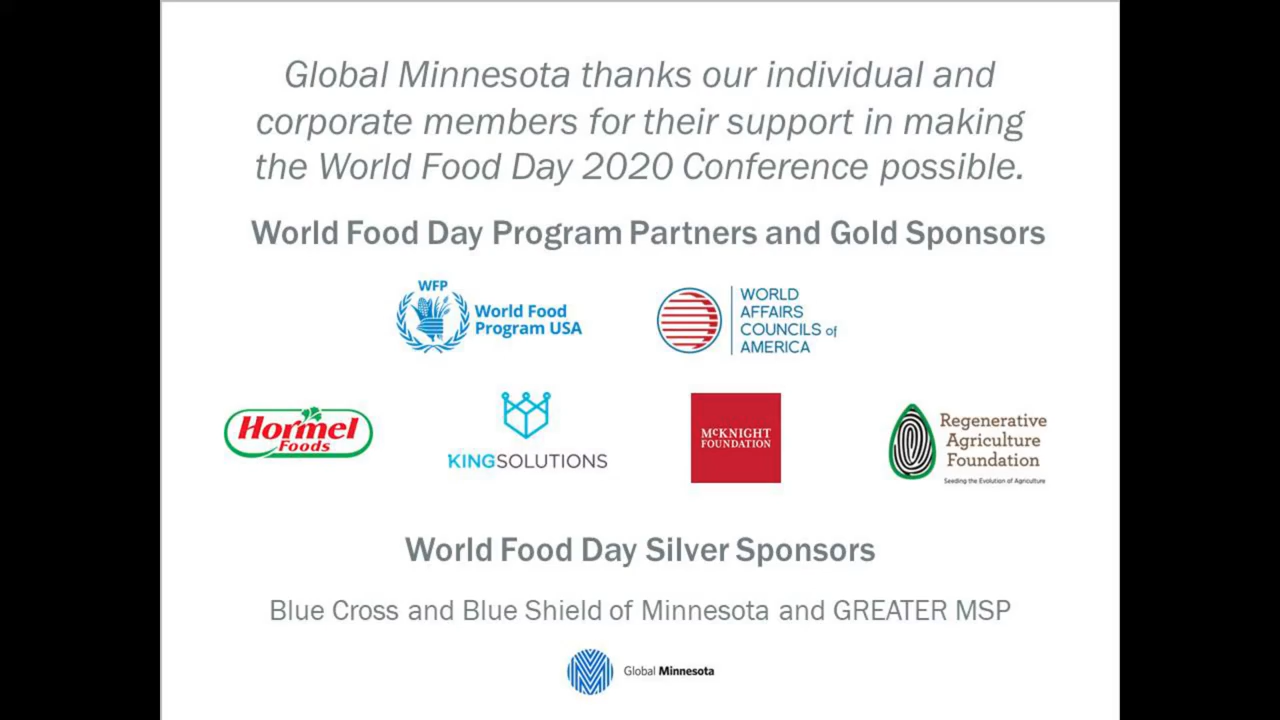 Global Minnesota thanks our individual and
corporate members for their support in making
the World Food Day 2020 Conference possible.
World Food Day Program Partners and Gold Sponsors
WFP
World Food
Program USA
WORLD
AFFAIRS
COUNCILS of
AMERICA
Hormel
Foods
KINGSOLUTIONS
McKNIGHT
FOUNDATION
Regenerative
Agriculture
Foundation
Seeding the Evolution of Agriculture
World Food Day Silver Sponsors
Blue Cross and Blue Shield of Minnesota and GREATER MSP
Global Minnesota